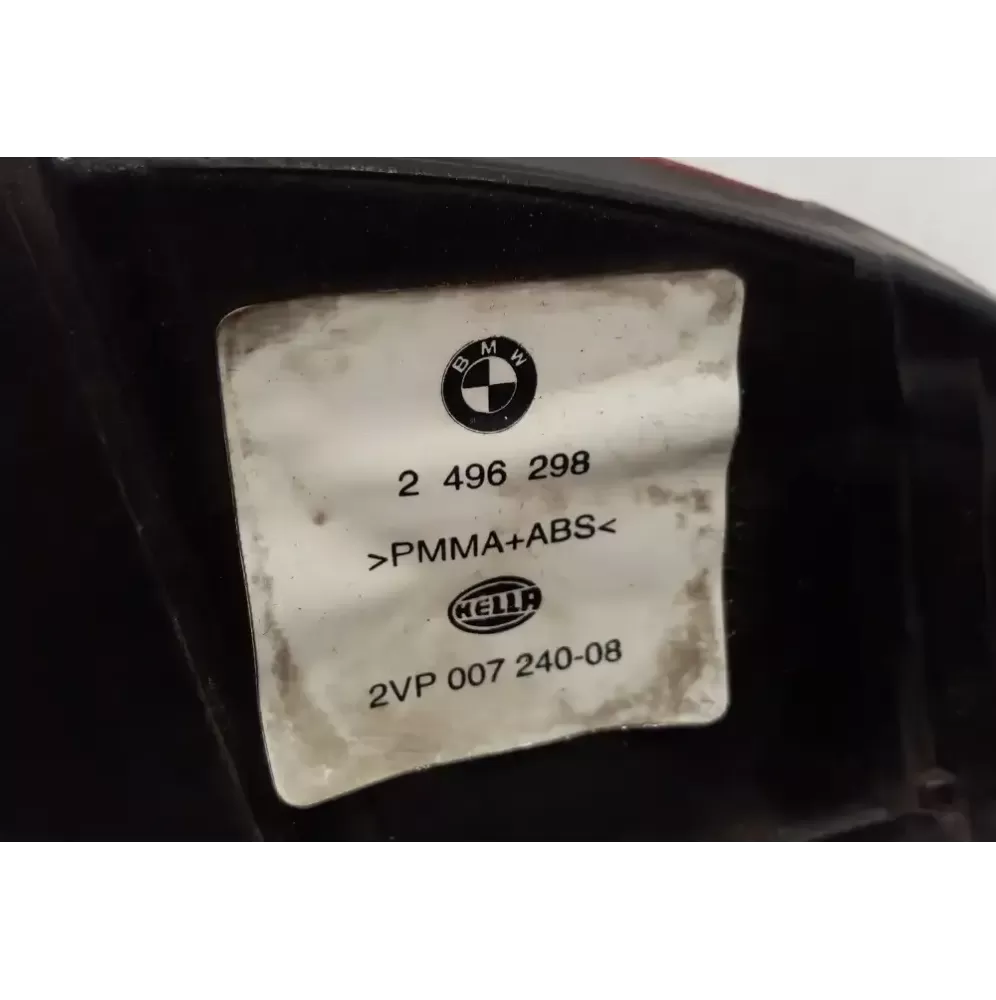 BMW
2 496 298
>PMMA+ABS<
HELLA
2VP 007 240-08